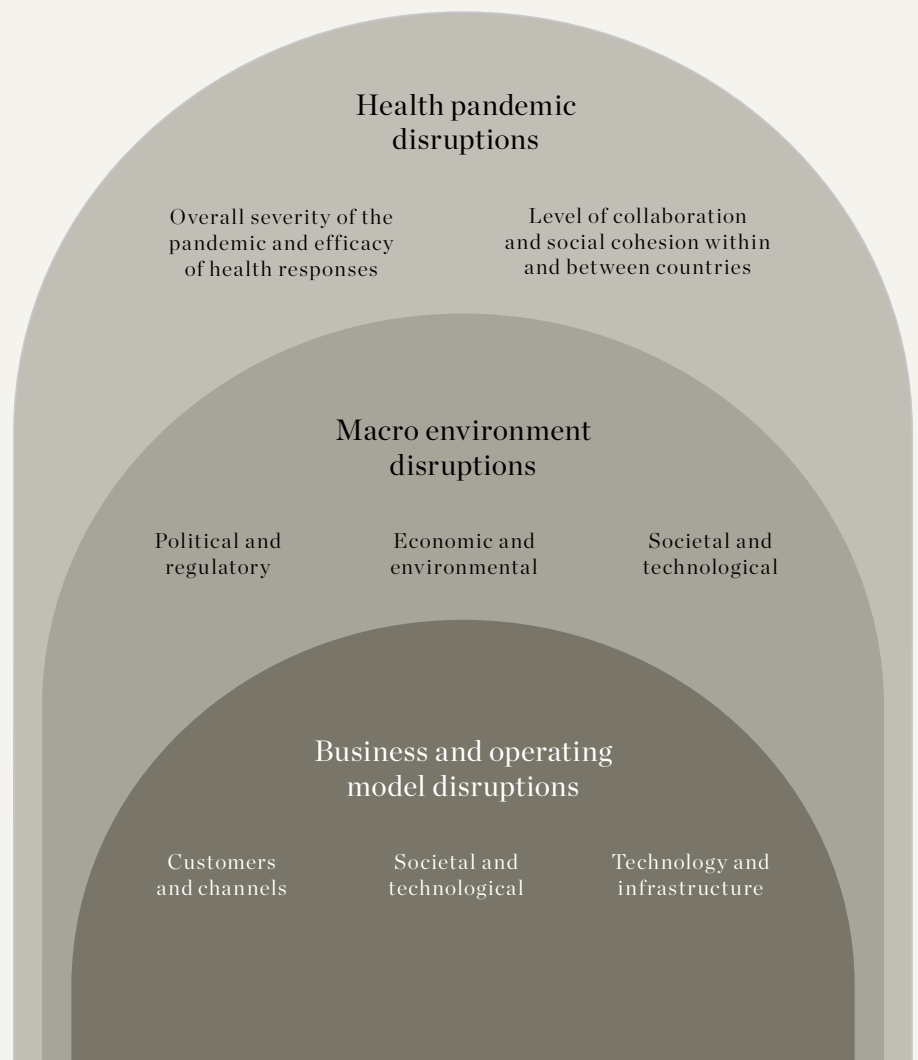 Health pandemic
disruptions
Overall severity of the
pandemic and efficacy
of health responses
Level of collaboration
and social cohesion within
and between countries
Macro environment
disruptions
Political and
regulatory
Economic and
environmental
Societal and
technological
Business and operating
model disruptions
Customers
and channels
Societal and
technological
Technology and
infrastructure